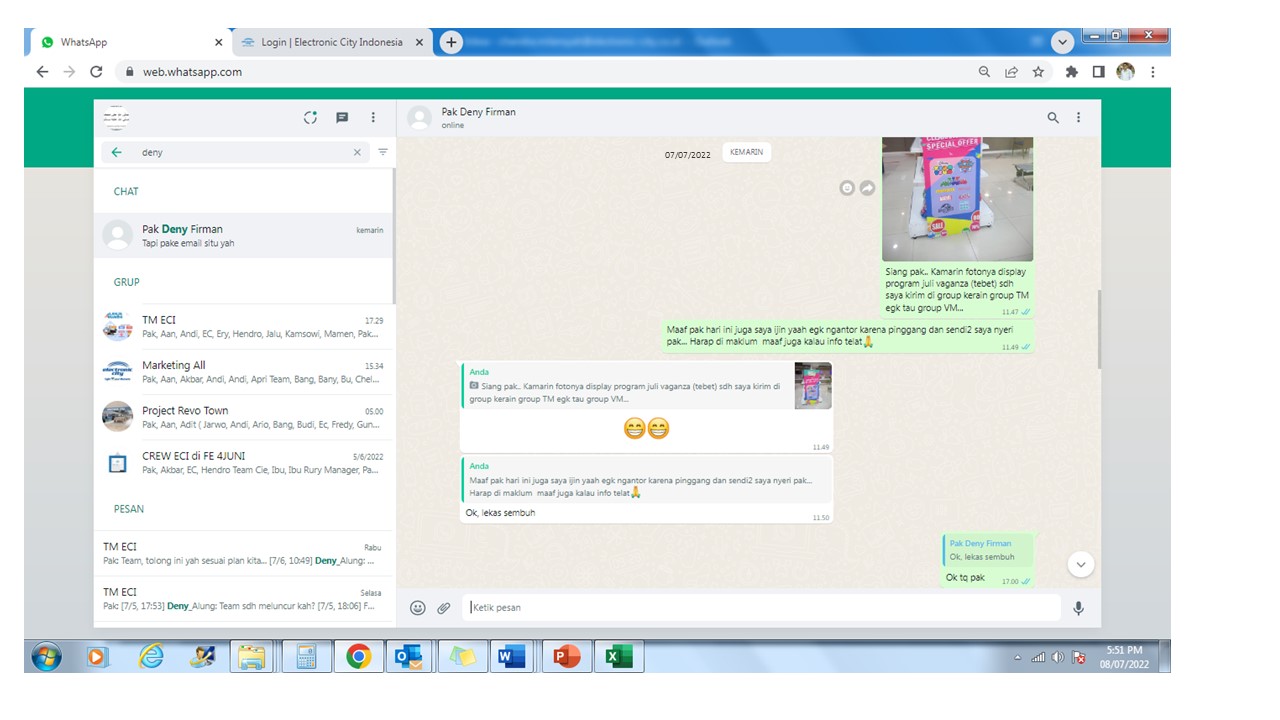 WhatsApp
Login | Electronic City Indonesia
web.whatsapp.com
deny
CHAT
Pak Deny Firman
kemarin
Tapi pake email situ yah
GRUP
TM ECI
17.29
Pak, Aan, Andi, EC, Ery, Hendro, Jalu, Kamsowi, Mamen, Pak...
Marketing All
15.34
Pak, Aan, Akbar, Andi, Andi, Apri Team, Bang, Bany, Bu, Chel...
Project Revo Town
05.00
Pak, Aan, Adit ( Jarwo, Andi, Ario, Bang, Budi, Ec, Fredy, Gun...
CREW ECI di FE 4JUNI
5/6/2022
Pak, Akbar, EC, Hendro Team Cie, Ibu, Ibu Rury Manager, Pa...
PESAN
TM ECI
Rabu
Pak: Team, tolong ini yah sesuai plan kita... [7/6, 10:49] Deny_Alung: ...
TM ECI
Selasa
Pak: [7/5, 17:53] Deny_Alung: Team sdh meluncur kah? [7/5, 18:06] F...
Pak Deny Firman
online
07/07/2022
KEMARIN
SPECIAL OFFER
SALE
Siang pak.. Kamarin fotonya display
program juli vaganza (tebet) sdh
saya kirim di group kerain group TM
egk tau group VM...
11.47
Maaf pak hari ini juga saya ijin yaah egk ngantor karena pinggang dan sendi2 saya nyeri
pak... Harap di maklum  maaf juga kalau info telat🙏
11.49
Anda
Siang pak.. Kamarin fotonya display program juli vaganza (tebet) sdh saya kirim di
group kerain group TM egk tau group VM...
😁😁
11.49
Anda
Maaf pak hari ini juga saya ijin yaah egk ngantor karena pinggang dan sendi2 saya nyeri pak...
Harap di maklum  maaf juga kalau info telat🙏
Ok, lekas sembuh
11.50
Pak Deny Firman
Ok, lekas sembuh
Ok tq pak
17.00
Ketik pesan
5:51 PM
08/07/2022